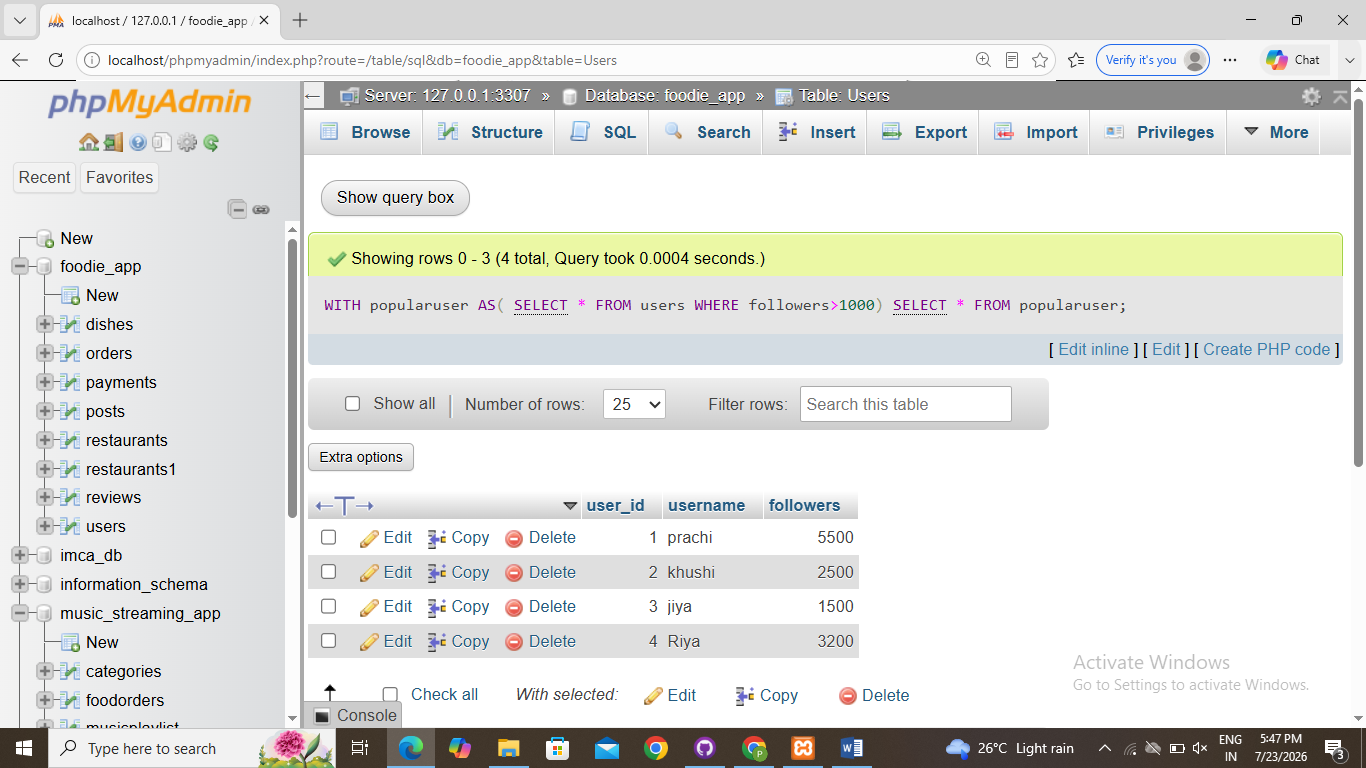 localhost / 127.0.0.1 / foodie_app
localhost/phpmyadmin/index.php?route=/table/sql&db=foodie_app&table=Users
Verify it's you
Chat
phpMyAdmin
Recent
Favorites
New
foodie_app
New
dishes
orders
payments
posts
restaurants
restaurants1
reviews
users
imca_db
information_schema
music_streaming_app
New
categories
foodorders
musicplaylist
Server: 127.0.0.1:3307 » Database: foodie_app » Table: Users
Browse Structure SQL Search Insert Export Import Privileges More
Show query box
Showing rows 0 - 3 (4 total, Query took 0.0004 seconds.)
WITH popularuser AS( SELECT * FROM users WHERE followers>1000) SELECT * FROM popularuser;
[ Edit inline ] [ Edit ] [ Create PHP code ]
Show all | Number of rows: 25 Filter rows: Search this table
Extra options
←T→ user_id username followers
Edit Copy Delete 1 prachi 5500
Edit Copy Delete 2 khushi 2500
Edit Copy Delete 3 jiya 1500
Edit Copy Delete 4 Riya 3200
Check all With selected: Edit Copy Delete
Console
Activate Windows
Go to Settings to activate Windows.
Type here to search
26°C Light rain
ENG
IN
5:47 PM
7/23/2026
3